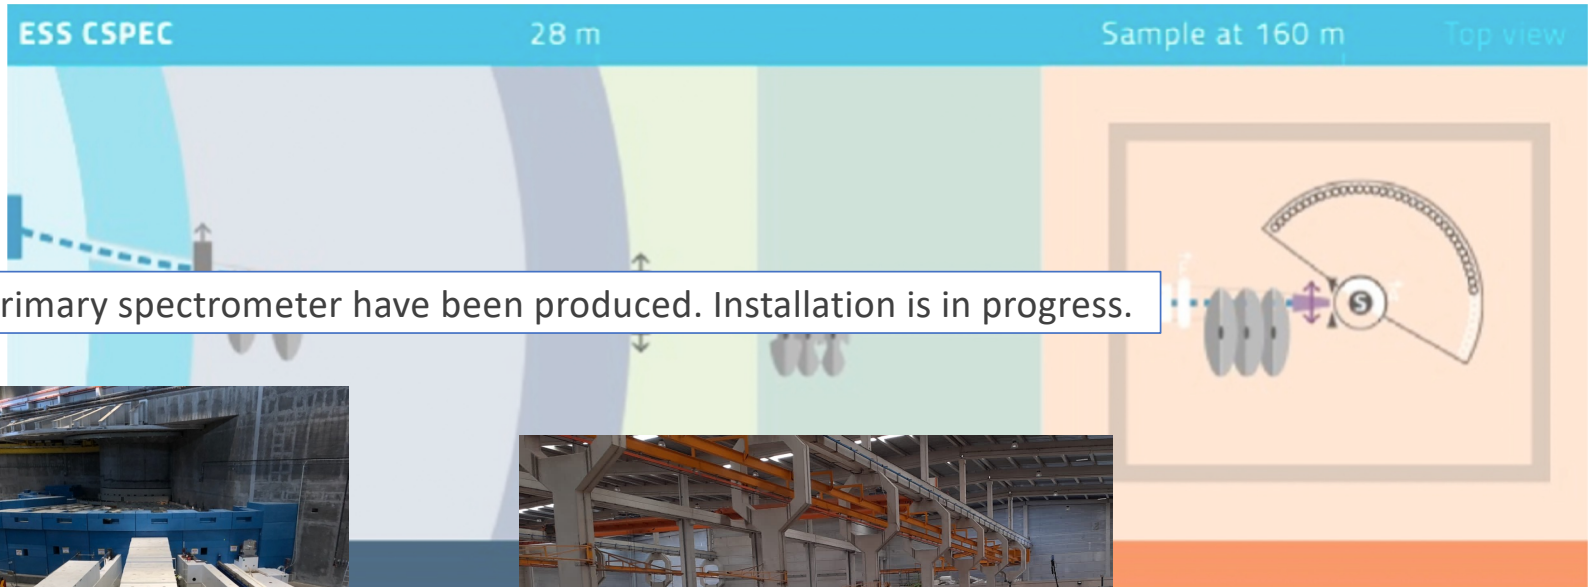 ESS CSPEC 28 m Sample at 160 m Top view
rimary spectrometer have been produced. Installation is in progress.
S